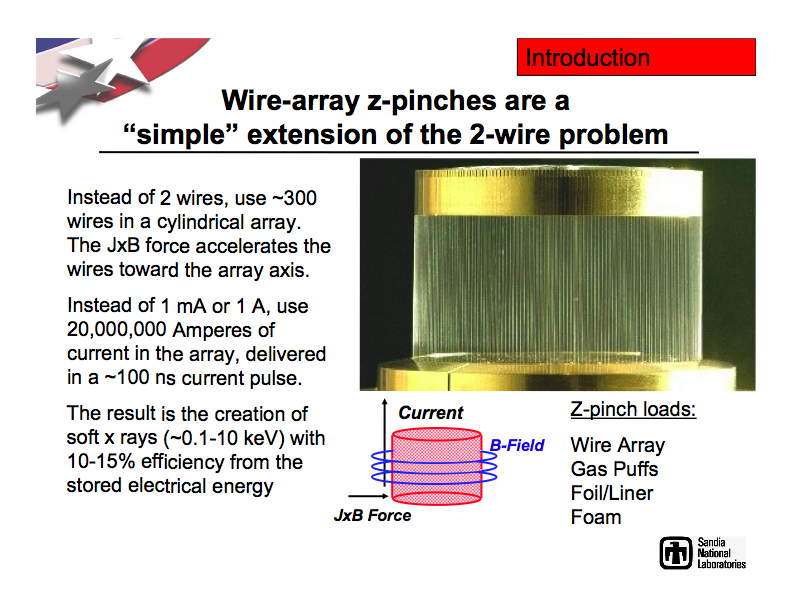 Introduction
Wire-array z-pinches are a
“simple” extension of the 2-wire problem
Instead of 2 wires, use ~300
wires in a cylindrical array.
The JxB force accelerates the
wires toward the array axis.
Instead of 1 mA or 1 A, use
20,000,000 Amperes of
current in the array, delivered
in a ~100 ns current pulse.
The result is the creation of
soft x rays (~0.1-10 keV) with
10-15% efficiency from the
stored electrical energy
Current
B-Field
JxB Force
Z-pinch loads:
Wire Array
Gas Puffs
Foil/Liner
Foam
Sandia
National
Laboratories